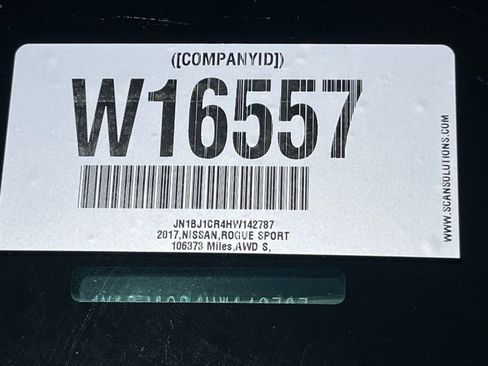 ([COMPANYID])
W16557
JN1BJ1CR4HW142787
2017,NISSAN,ROGUE SPORT
106373 Miles,AWD S,
WWW.SCANSOLUTIONS.COM